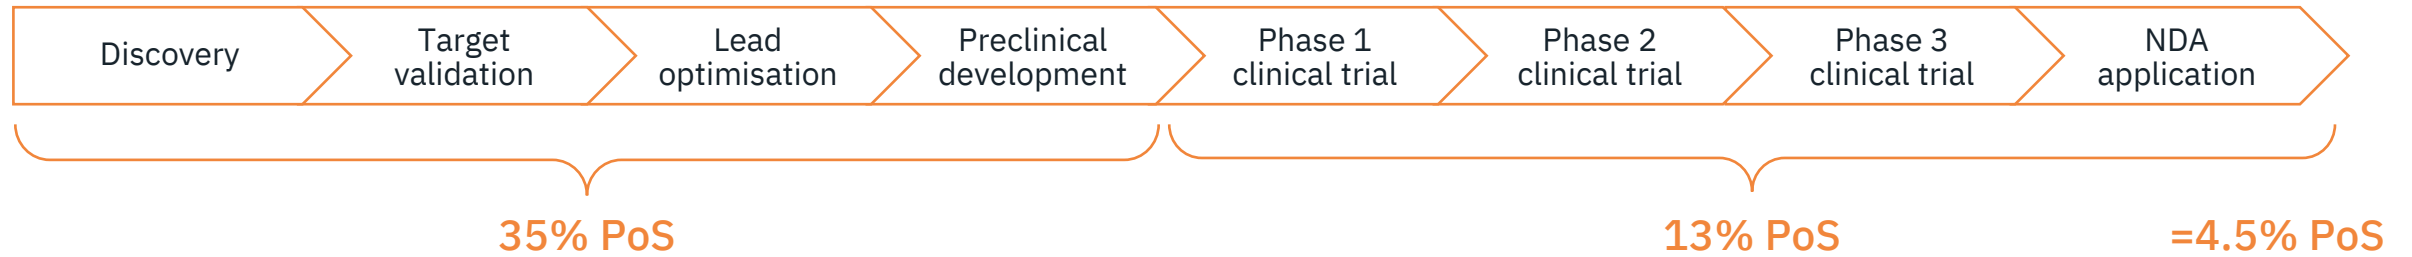 Discovery
Target
validation
Lead
optimisation
Preclinical
development
Phase 1
clinical trial
Phase 2
clinical trial
Phase 3
clinical trial
NDA
application
35% PoS
13% PoS
=4.5% PoS